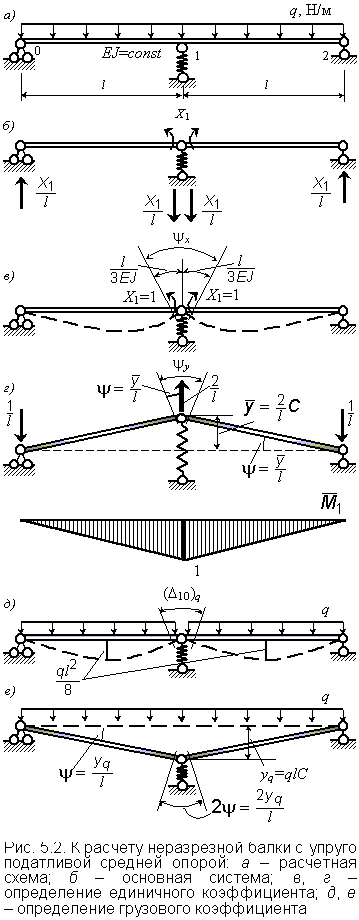 а)
q, Н/м
0
EJ=const
1
2
l
l
б)
X₁
X₁/l
X₁/l
X₁/l
X₁/l
в)
ψₓ
l/3EJ
l/3EJ
X₁=1
X₁=1
г)
ψᵧ
1/l
ψ = y̅/l
2/l
y̅ = 2/l C
1/l
ψ = y̅/l
M̅₁
1
д)
(Δ₁₀)q
q
ql²/8
е)
q
ψ = yq/l
yq=qlC
2ψ = 2yq/l
Рис. 5.2. К расчету неразрезной балки с упруго
податливой средней опорой: а – расчетная
схема; б – основная система; в, г –
определение единичного коэффициента; д, е
– определение грузового коэффициента